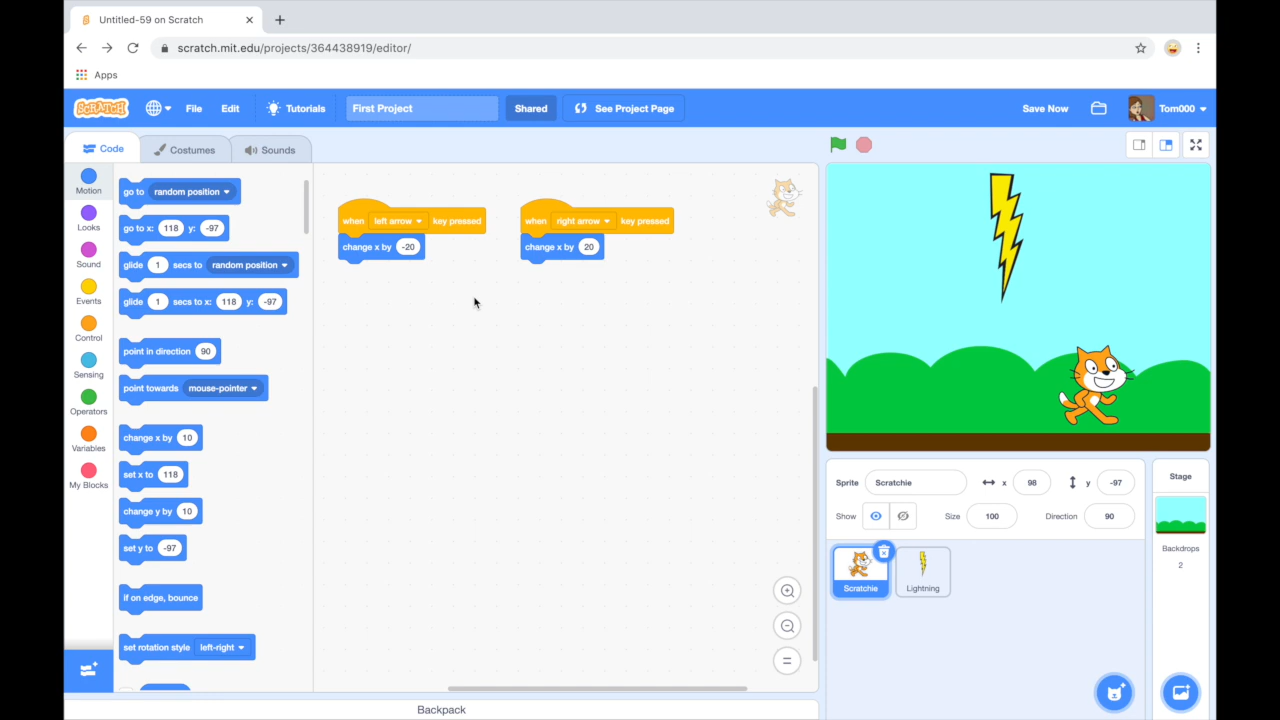 Untitled-59 on Scratch
scratch.mit.edu/projects/364438919/editor/
Apps
SCRATCH File Edit Tutorials First Project Shared See Project Page Save Now Tom000
Code Costumes Sounds
Motion
Looks
Sound
Events
Control
Sensing
Operators
Variables
My Blocks
go to random position
go to x: 118 y: -97
glide 1 secs to random position
glide 1 secs to x: 118 y: -97
point in direction 90
point towards mouse-pointer
change x by 10
set x to 118
change y by 10
set y to -97
if on edge, bounce
set rotation style left-right
when left arrow key pressed
change x by -20
when right arrow key pressed
change x by 20
Sprite Scratchie x 98 y -97
Show Size 100 Direction 90
Scratchie
Lightning
Stage
Backdrops
2
Backpack